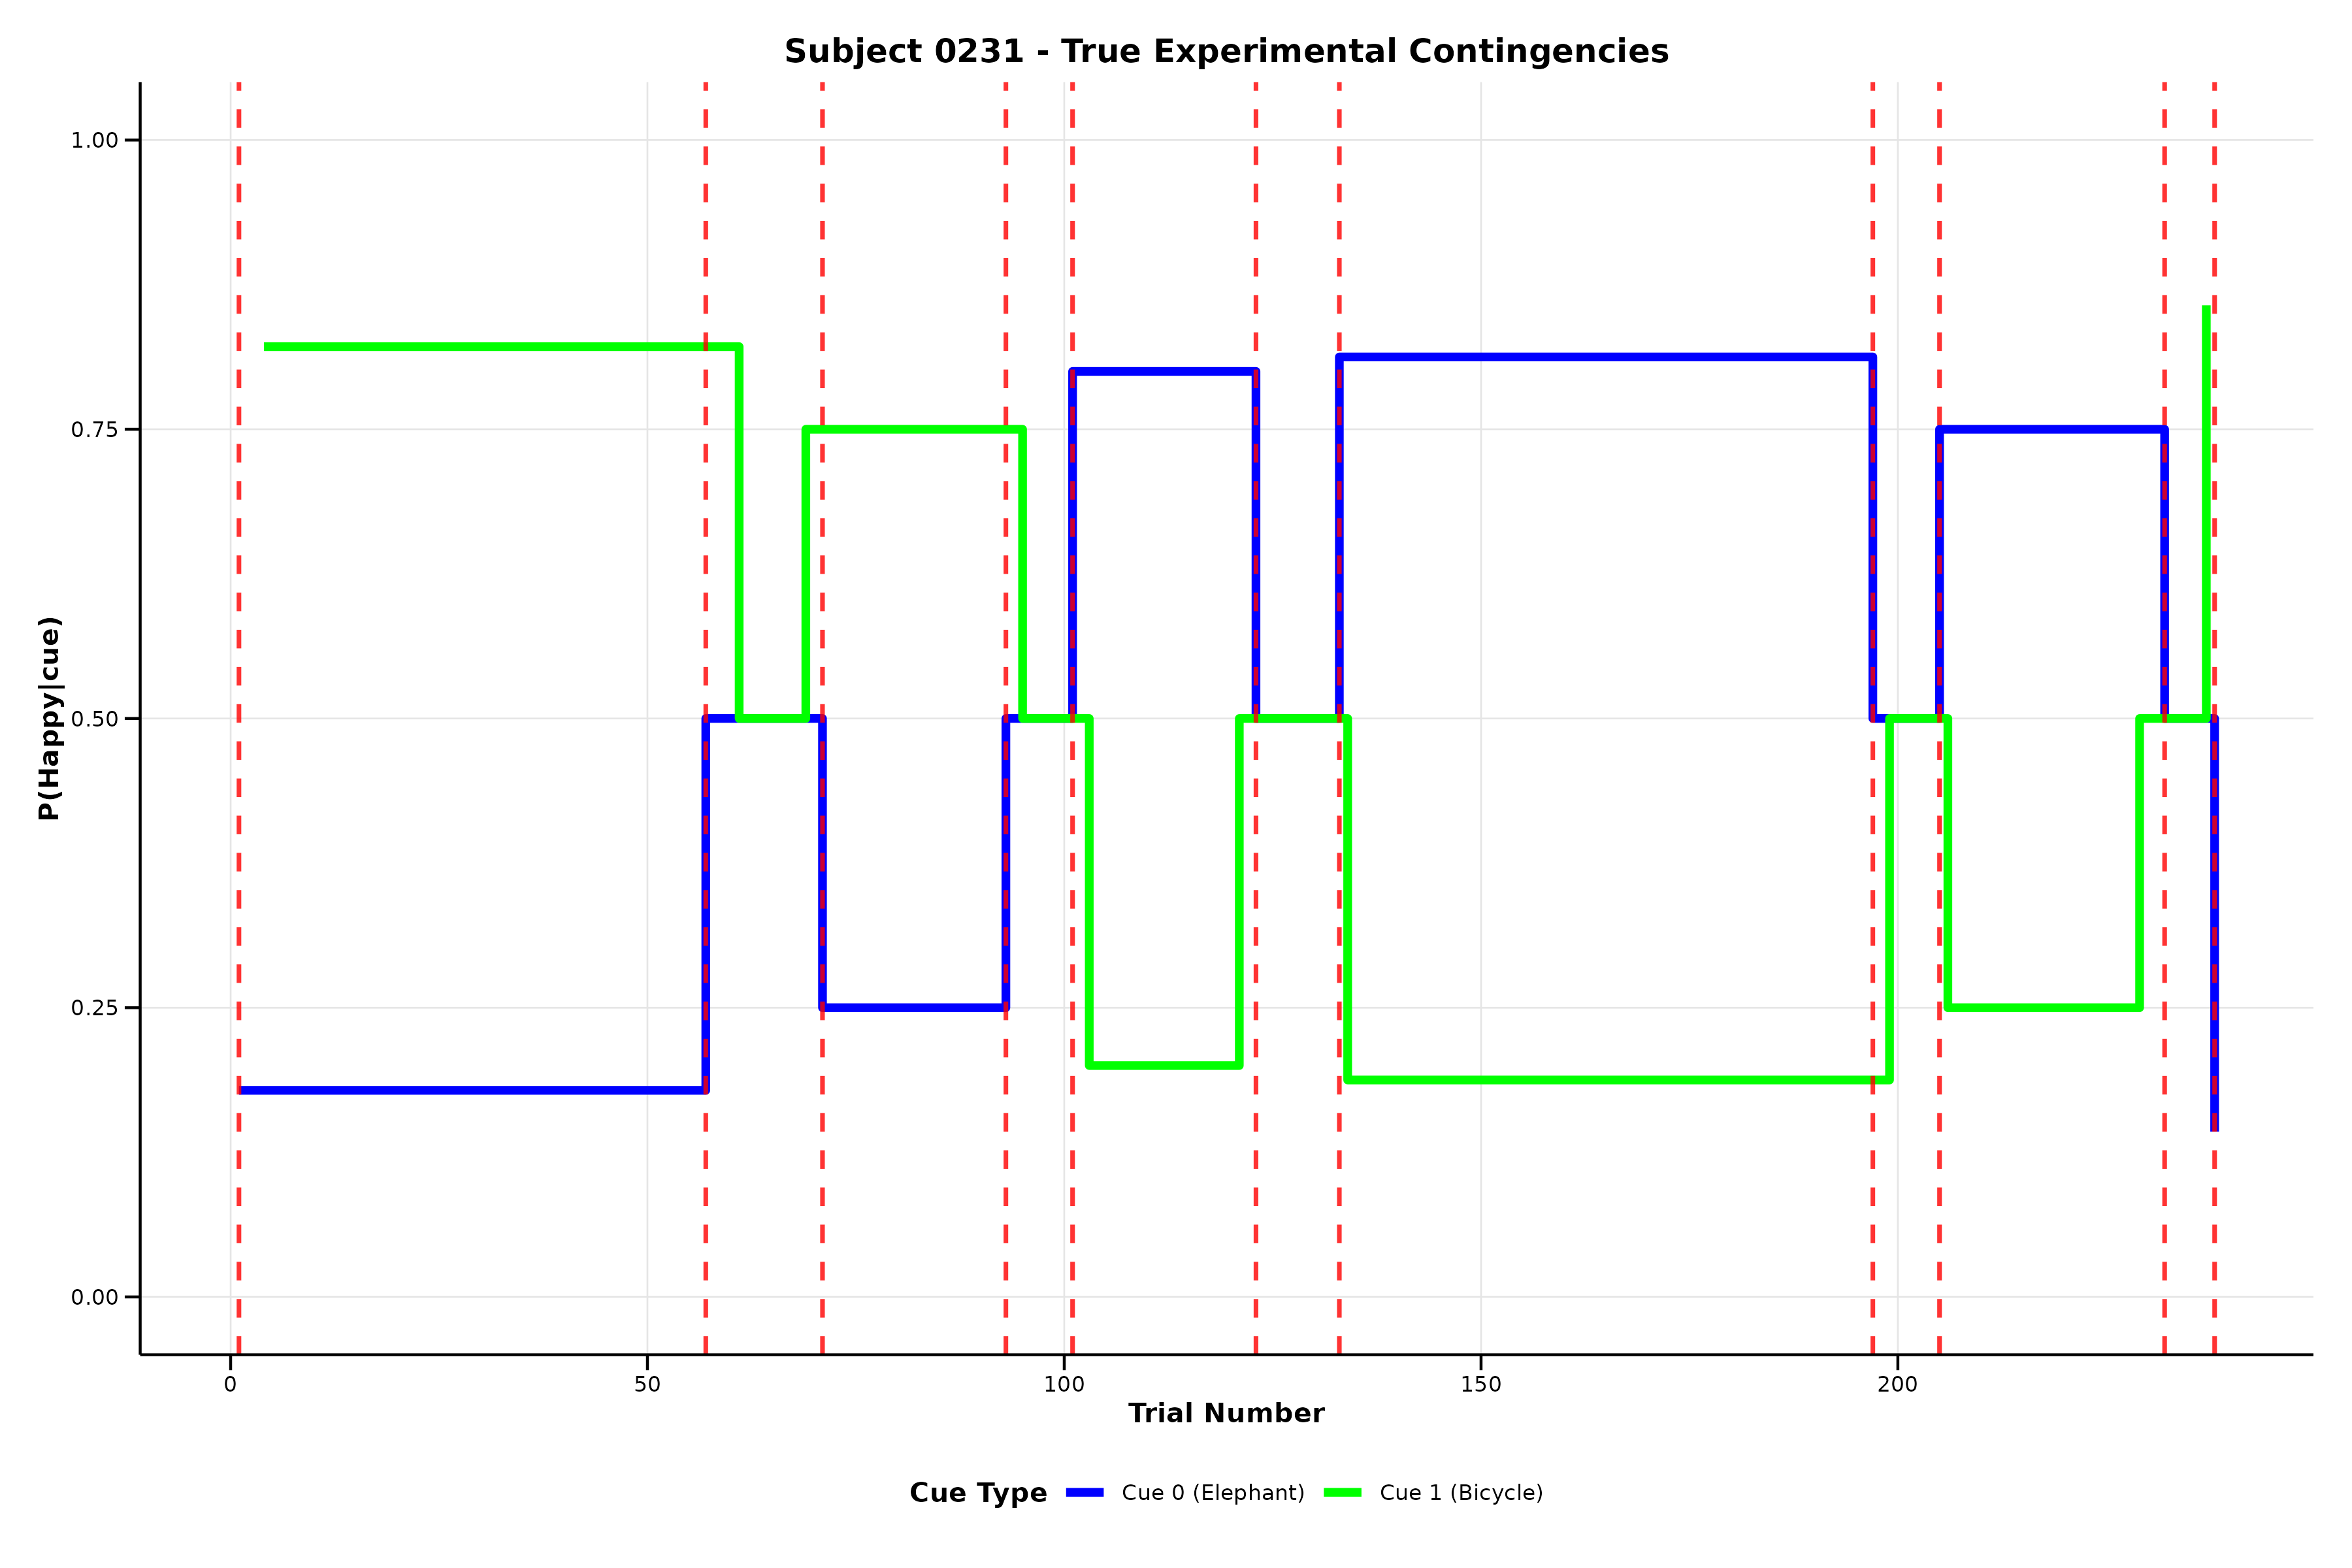 Subject 0231 - True Experimental Contingencies
P(Happy|cue)
1.00
0.75
0.50
0.25
0.00
0 50 100 150 200
Trial Number
Cue Type Cue 0 (Elephant) Cue 1 (Bicycle)